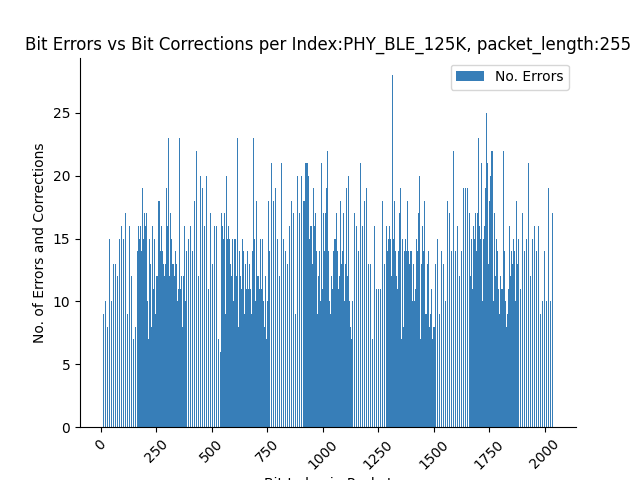 Bit Errors vs Bit Corrections per Index:PHY_BLE_125K, packet_length:255
No. Errors
No. of Errors and Corrections
25
20
15
10
5
0
0 250 500 750 1000 1250 1500 1750 2000